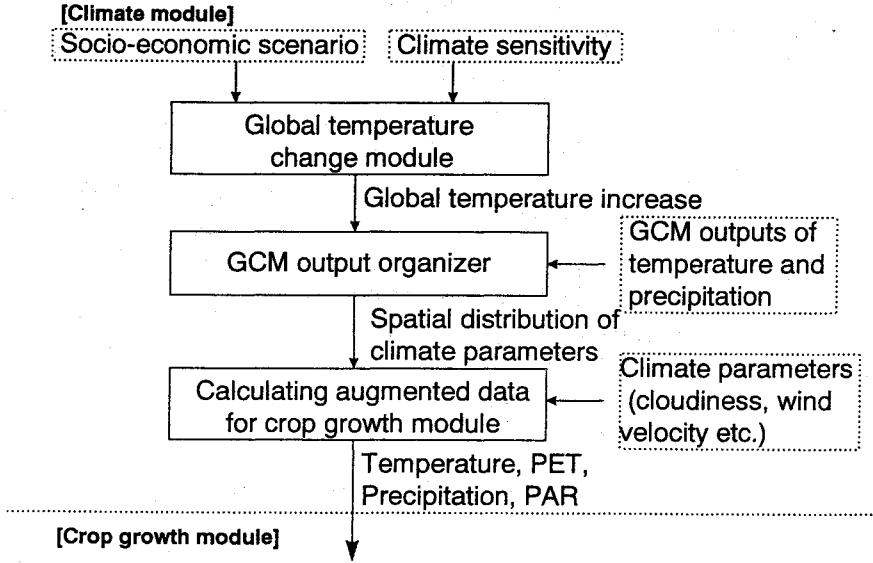 [Climate module]
Socio-economic scenario
Climate sensitivity
Global temperature
change module
Global temperature increase
GCM output organizer
GCM outputs of
temperature and
precipitation
Spatial distribution of
climate parameters
Calculating augmented data
for crop growth module
Climate parameters
(cloudiness, wind
velocity etc.)
Temperature, PET,
Precipitation, PAR
[Crop growth module]